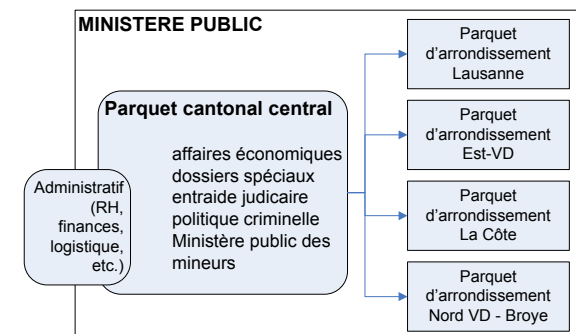 MINISTERE PUBLIC
Parquet cantonal central
affaires économiques
dossiers spéciaux
entraide judicaire
politique criminelle
Ministère public des
mineurs
Administratif
(RH,
finances,
logistique,
etc.)
Parquet
d'arrondissement
Lausanne
Parquet
d'arrondissement
Est-VD
Parquet
d'arrondissement
La Côte
Parquet
d'arrondissement
Nord VD - Broye